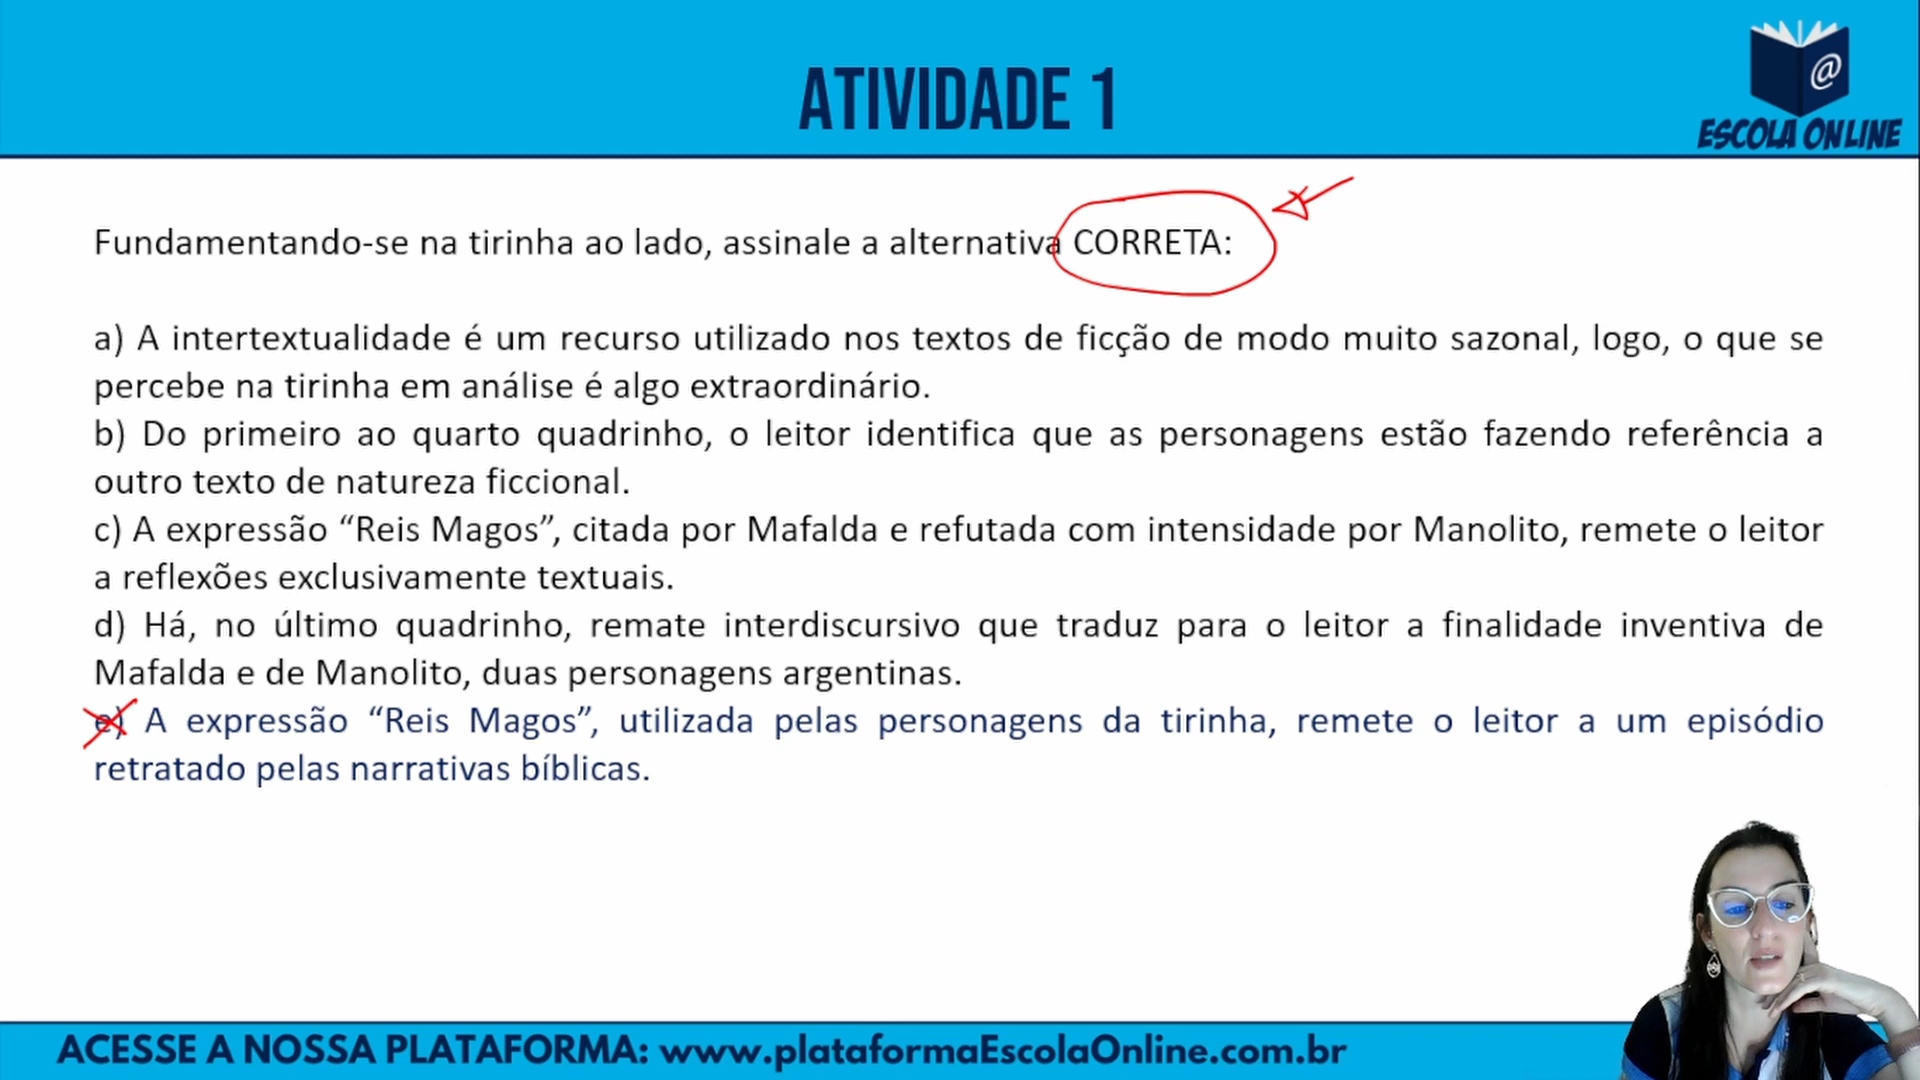 ATIVIDADE 1
@
ESCOLA ONLINE
Fundamentando-se na tirinha ao lado, assinale a alternativa CORRETA:
a) A intertextualidade é um recurso utilizado nos textos de ficção de modo muito sazonal, logo, o que se
percebe na tirinha em análise é algo extraordinário.
b) Do primeiro ao quarto quadrinho, o leitor identifica que as personagens estão fazendo referência a
outro texto de natureza ficcional.
c) A expressão “Reis Magos”, citada por Mafalda e refutada com intensidade por Manolito, remete o leitor
a reflexões exclusivamente textuais.
d) Há, no último quadrinho, remate interdiscursivo que traduz para o leitor a finalidade inventiva de
Mafalda e de Manolito, duas personagens argentinas.
e) A expressão “Reis Magos”, utilizada pelas personagens da tirinha, remete o leitor a um episódio
retratado pelas narrativas bíblicas.
ACESSE A NOSSA PLATAFORMA: www.plataformaEscolaOnline.com.br